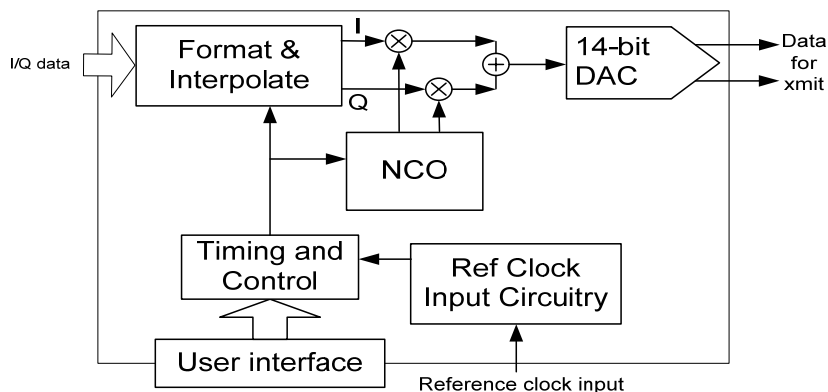 I/Q data
Format &
Interpolate
I
Q
NCO
14-bit
DAC
Data
for
xmit
Timing and
Control
Ref Clock
Input Circuitry
User interface
Reference clock input